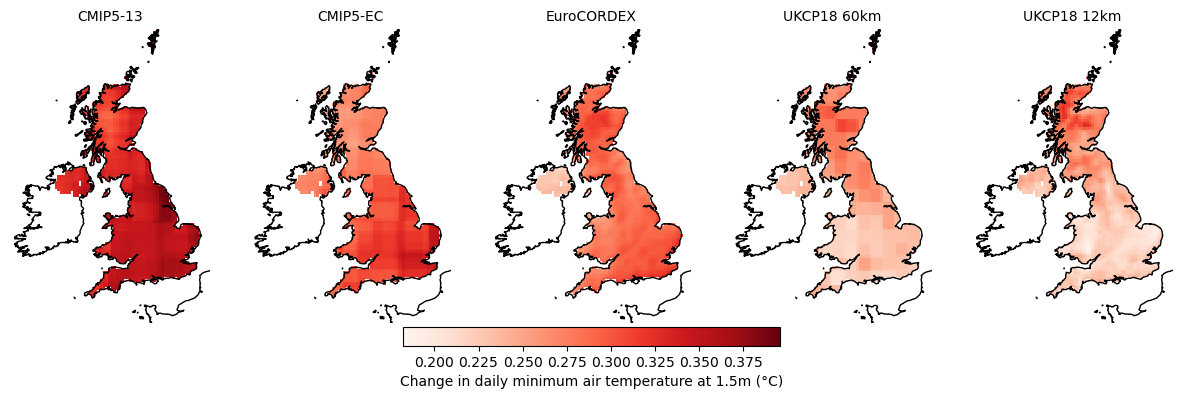 CMIP5-13 CMIP5-EC EuroCORDEX UKCP18 60km UKCP18 12km
0.200 0.225 0.250 0.275 0.300 0.325 0.350 0.375
Change in daily minimum air temperature at 1.5m (°C)